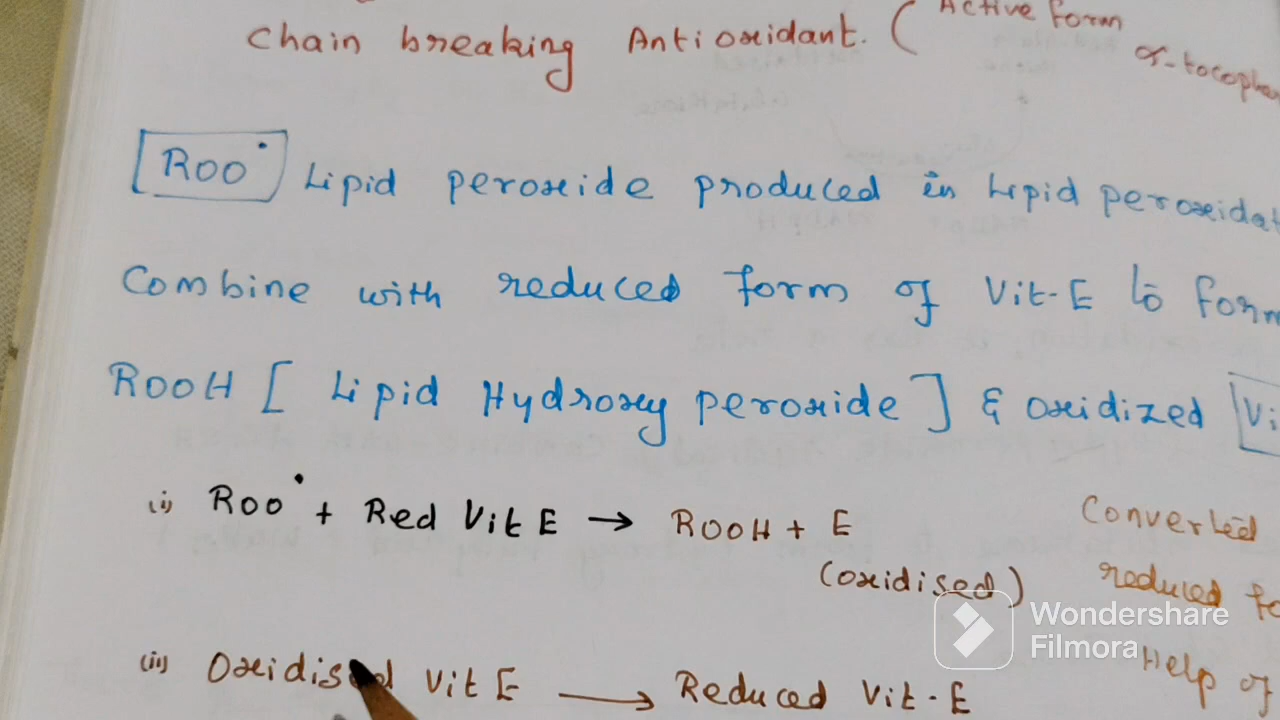 Chain breaking Antioxidant. ( Active form
α-tocopher
ROO• Lipid peroxide produced in Lipid peroxidat
Combine with reduced form of Vit-E to form
ROOH [ Lipid Hydroxy peroxide ] & oxidized Vi
(i) ROO• + Red Vit E → ROOH + E
(oxidised)
Converted
reduced fo
(ii) Oxidised Vit E → Reduced Vit-E
Help of
Wondershare
Filmora